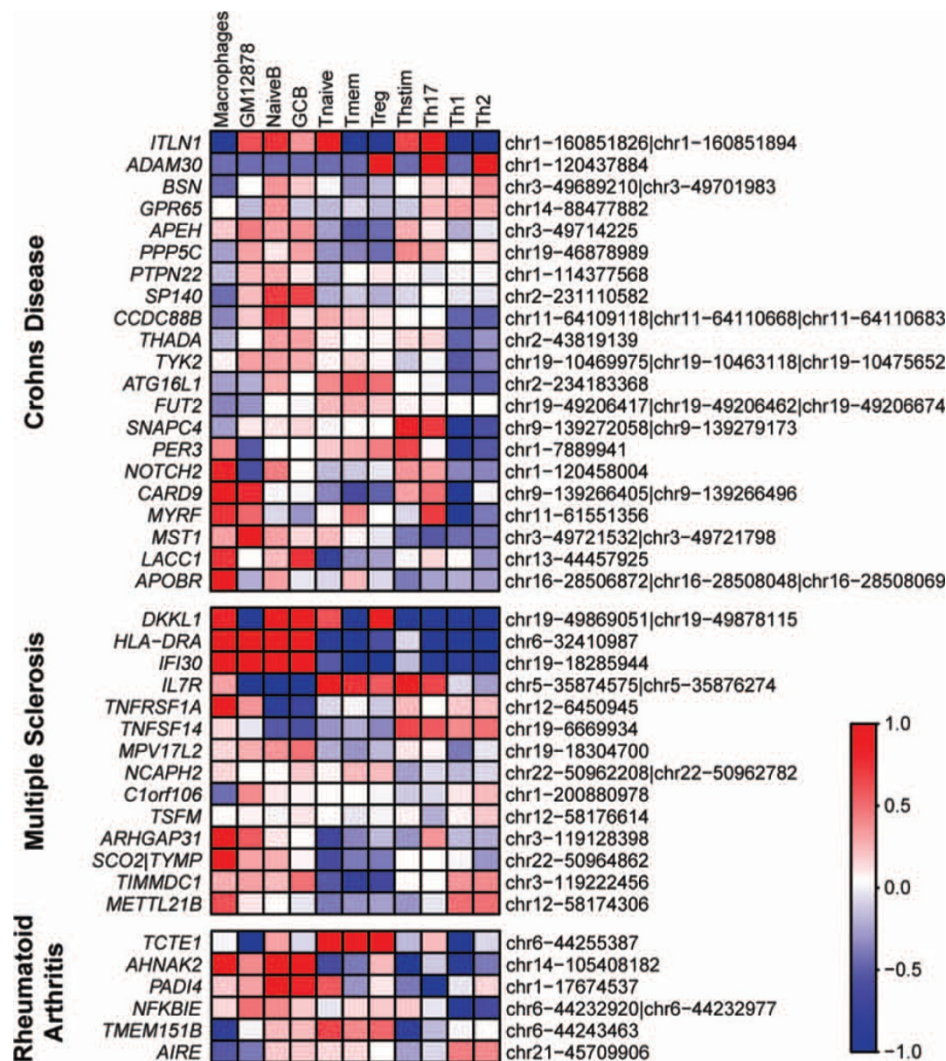 Macrophages GM12878 NaiveB GCB Tnaive Tmem Treg Thstim Th17 Th1 Th2
Crohns Disease
ITLN1 chr1-160851826|chr1-160851894
ADAM30 chr1-120437884
BSN chr3-49689210|chr3-49701983
GPR65 chr14-88477882
APEH chr3-49714225
PPP5C chr19-46878989
PTPN22 chr1-114377568
SP140 chr2-231110582
CCDC88B chr11-64109118|chr11-64110668|chr11-64110683
THADA chr2-43819139
TYK2 chr19-10469975|chr19-10463118|chr19-10475652
ATG16L1 chr2-234183368
FUT2 chr19-49206417|chr19-49206462|chr19-49206674
SNAPC4 chr9-139272058|chr9-139279173
PER3 chr1-7889941
NOTCH2 chr1-120458004
CARD9 chr9-139266405|chr9-139266496
MYRF chr11-61551356
MST1 chr3-49721532|chr3-49721798
LACC1 chr13-44457925
APOBR chr16-28506872|chr16-28508048|chr16-28508069
Multiple Sclerosis
DKKL1 chr19-49869051|chr19-49878115
HLA-DRA chr6-32410987
IFI30 chr19-18285944
IL7R chr5-35874575|chr5-35876274
TNFRSF1A chr12-6450945
TNFSF14 chr19-6669934
MPV17L2 chr19-18304700
NCAPH2 chr22-50962208|chr22-50962782
C1orf106 chr1-200880978
TSFM chr12-58176614
ARHGAP31 chr3-119128398
SCO2|TYMP chr22-50964862
TIMMDC1 chr3-119222456
METTL21B chr12-58174306
Rheumatoid
Arthritis
TCTE1 chr6-44255387
AHNAK2 chr14-105408182
PADI4 chr1-17674537
NFKBIE chr6-44232920|chr6-44232977
TMEM151B chr6-44243463
AIRE chr21-45709906
1.0
0.5
0.0
-0.5
-1.0